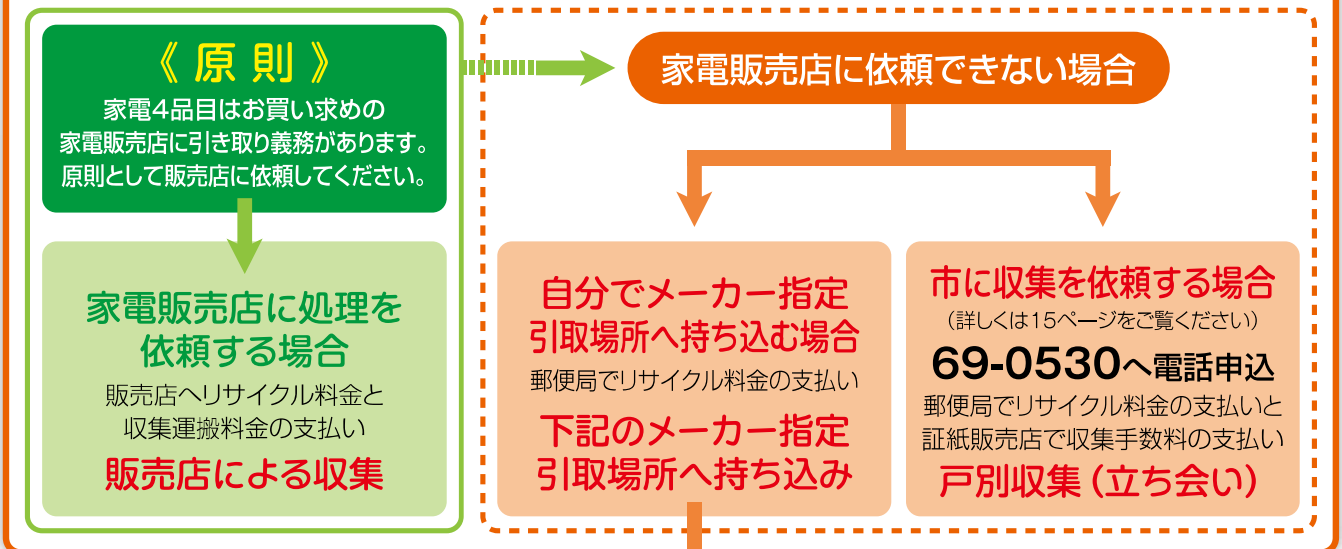 《原則》
家電4品目はお買い求めの
家電販売店に引き取り義務があります。
原則として販売店に依頼してください。
家電販売店に処理を
依頼する場合
販売店へリサイクル料金と
収集運搬料金の支払い
販売店による収集
家電販売店に依頼できない場合
自分でメーカー指定
引取場所へ持ち込む場合
郵便局でリサイクル料金の支払い
下記のメーカー指定
引取場所へ持ち込み
市に収集を依頼する場合
（詳しくは15ページをご覧ください）
69-0530へ電話申込
郵便局でリサイクル料金の支払いと
証紙販売店で収集手数料の支払い
戸別収集（立ち会い）